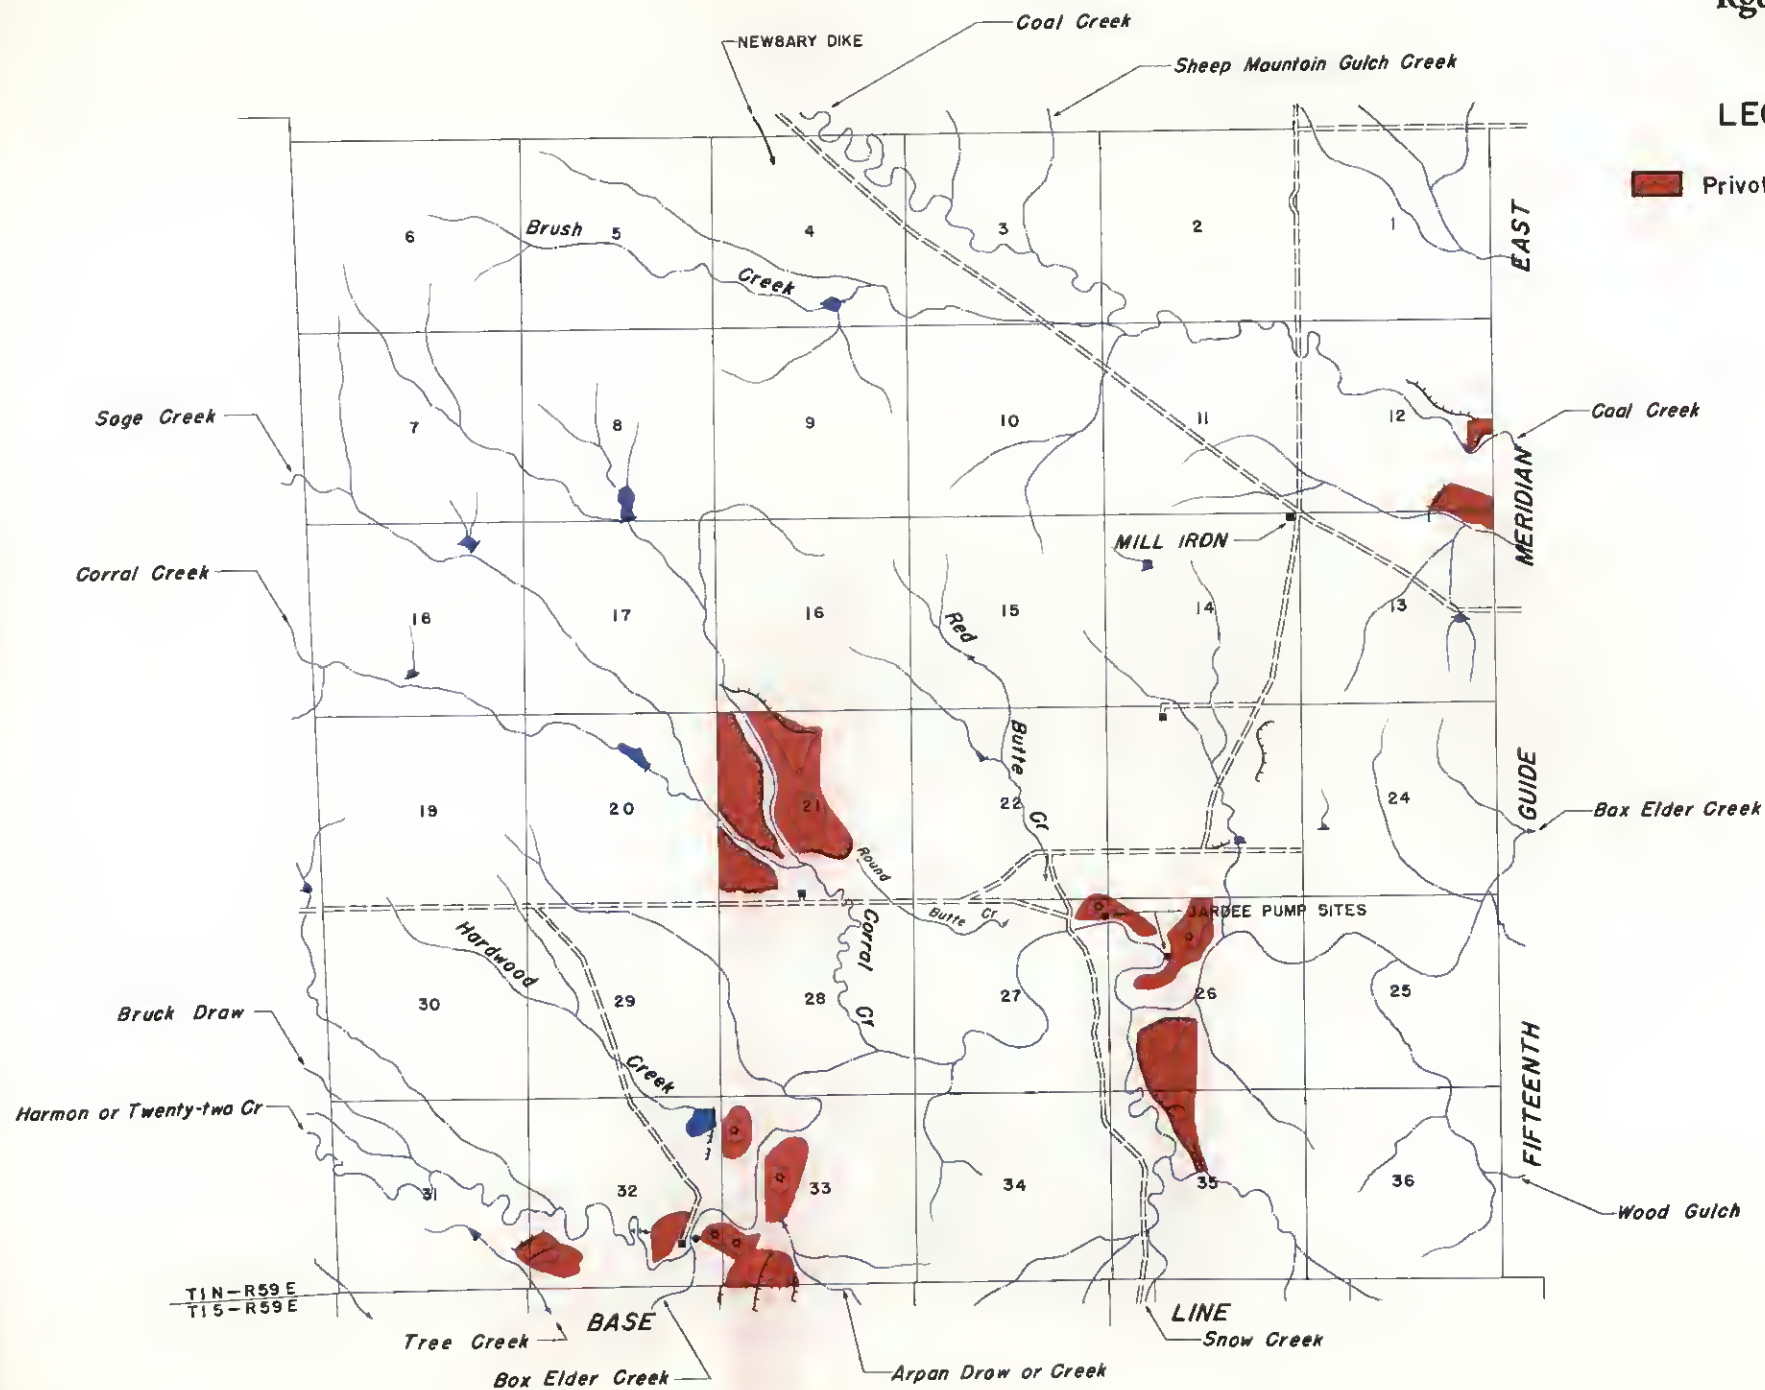 Coal Creek
NEWBARY DIKE
Sheep Mountain Gulch Creek
6
Brush
5
4
3
2
1
EAST
Creek
Sage Creek
7
8
9
10
11
12
Coal Creek
MERIDIAN
MILL IRON
Corral Creek
18
17
16
15
14
13
Red
Butte
Cr
19
20
21
22
24
GUIDE
Box Elder Creek
Round
Butte Cr
JARDEE PUMP SITES
Hardwood
Corral
Cr
30
29
28
27
26
25
Bruck Draw
Creek
Harmon or Twenty-two Cr
FIFTEENTH
31
32
33
34
35
36
Wood Gulch
T1N-R59E
T1S-R59E
BASE
LINE
Tree Creek
Snow Creek
Box Elder Creek
Arpan Draw or Creek